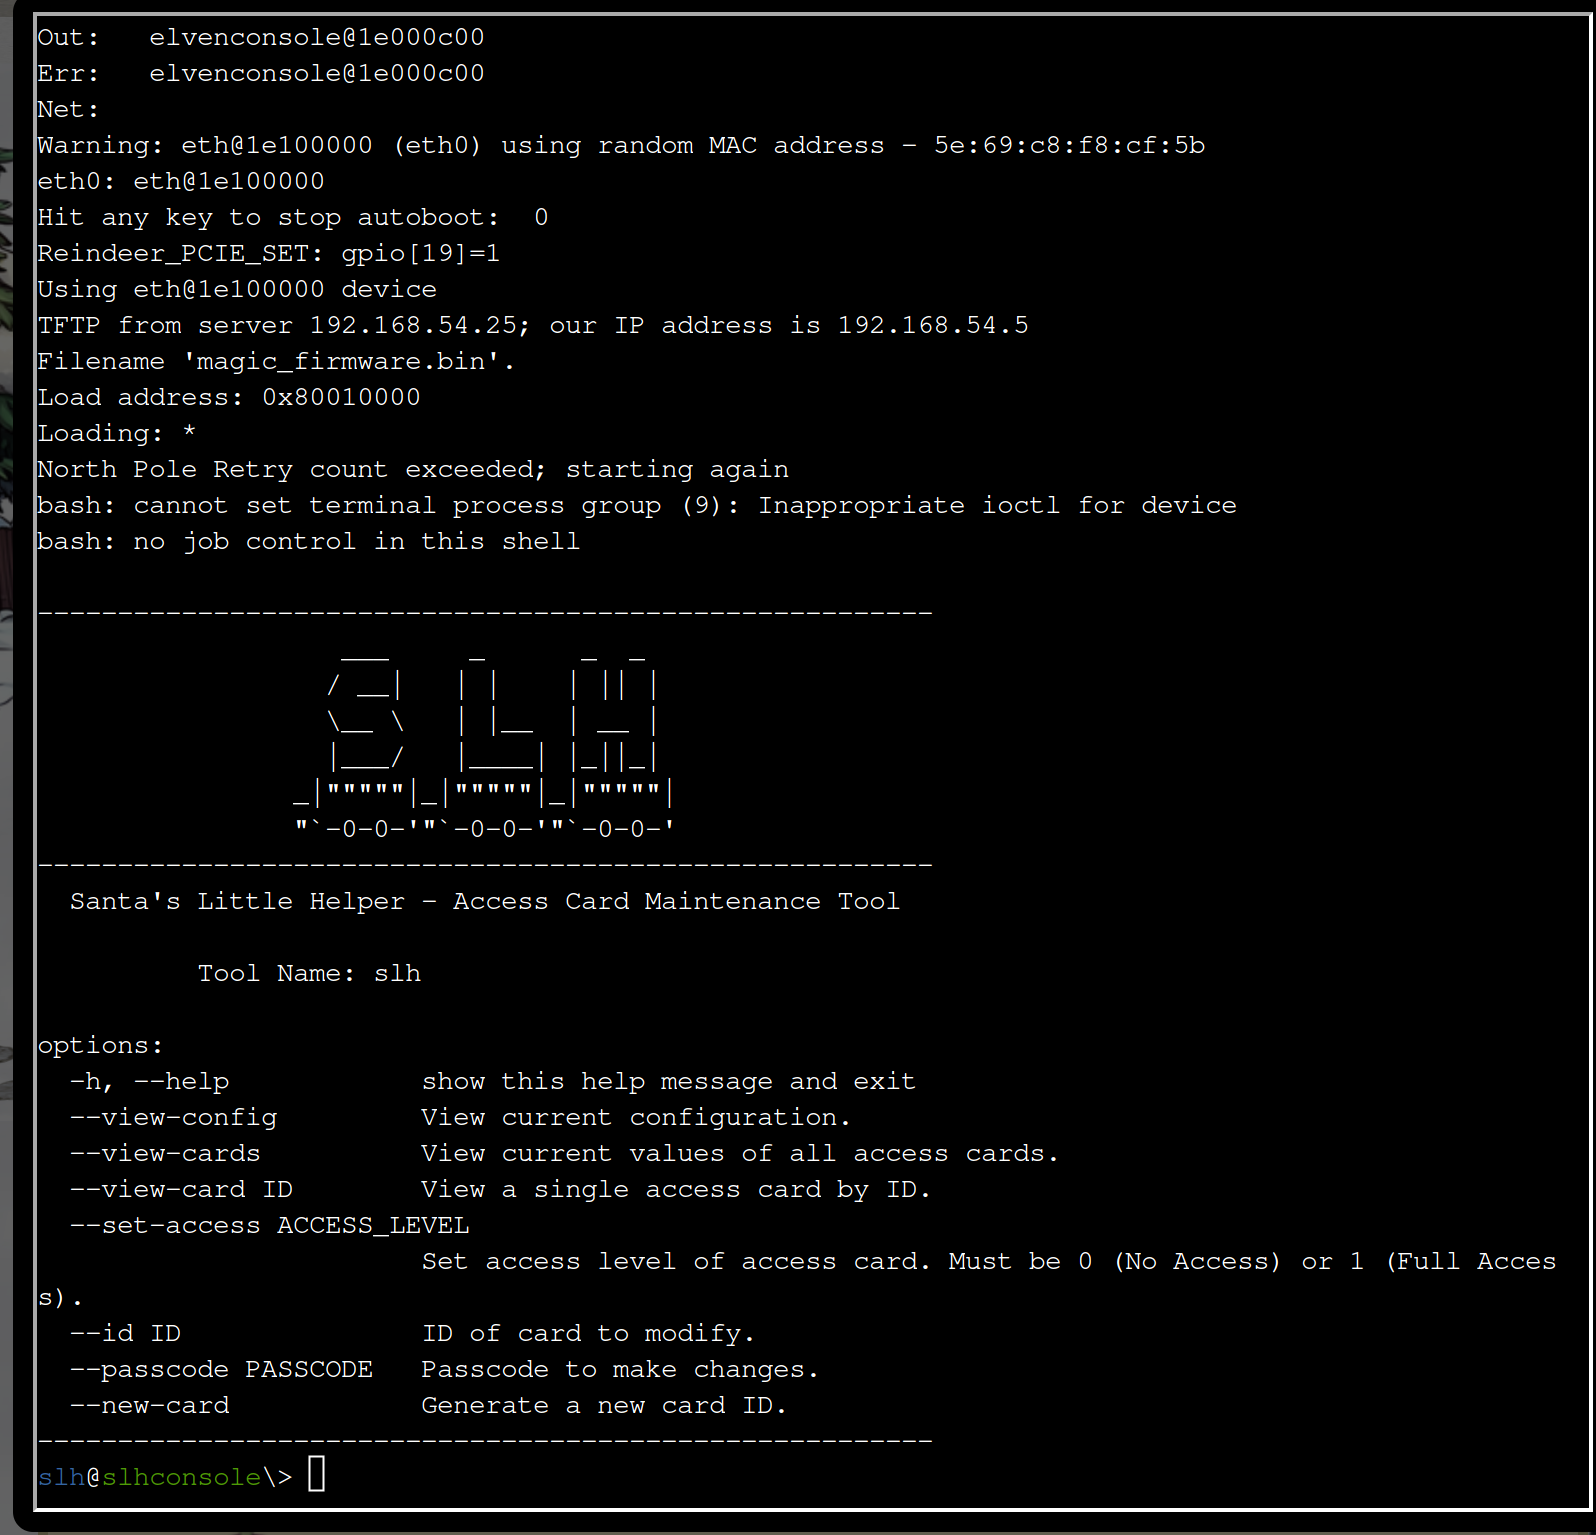 Out:   elvenconsole@1e000c00
Err:   elvenconsole@1e000c00
Net:
Warning: eth@1e100000 (eth0) using random MAC address - 5e:69:c8:f8:cf:5b
eth0: eth@1e100000
Hit any key to stop autoboot:  0
Reindeer_PCIE_SET: gpio[19]=1
Using eth@1e100000 device
TFTP from server 192.168.54.25; our IP address is 192.168.54.5
Filename 'magic_firmware.bin'.
Load address: 0x80010000
Loading: *
North Pole Retry count exceeded; starting again
bash: cannot set terminal process group (9): Inappropriate ioctl for device
bash: no job control in this shell

--------------------------------------------------------
                   ___     _      _  _
                  / __|   | |    | || |
                  \__ \   | |__  | __ |
                  |___/   |____| |_||_|
                _|"""""|_|"""""|_|"""""|
                "`-0-0-'"`-0-0-'"`-0-0-'
--------------------------------------------------------
  Santa's Little Helper - Access Card Maintenance Tool

          Tool Name: slh

options:
  -h, --help            show this help message and exit
  --view-config         View current configuration.
  --view-cards          View current values of all access cards.
  --view-card ID        View a single access card by ID.
  --set-access ACCESS_LEVEL
                        Set access level of access card. Must be 0 (No Access) or 1 (Full Acces
s).
  --id ID               ID of card to modify.
  --passcode PASSCODE   Passcode to make changes.
  --new-card            Generate a new card ID.
--------------------------------------------------------
slh@slhconsole\>